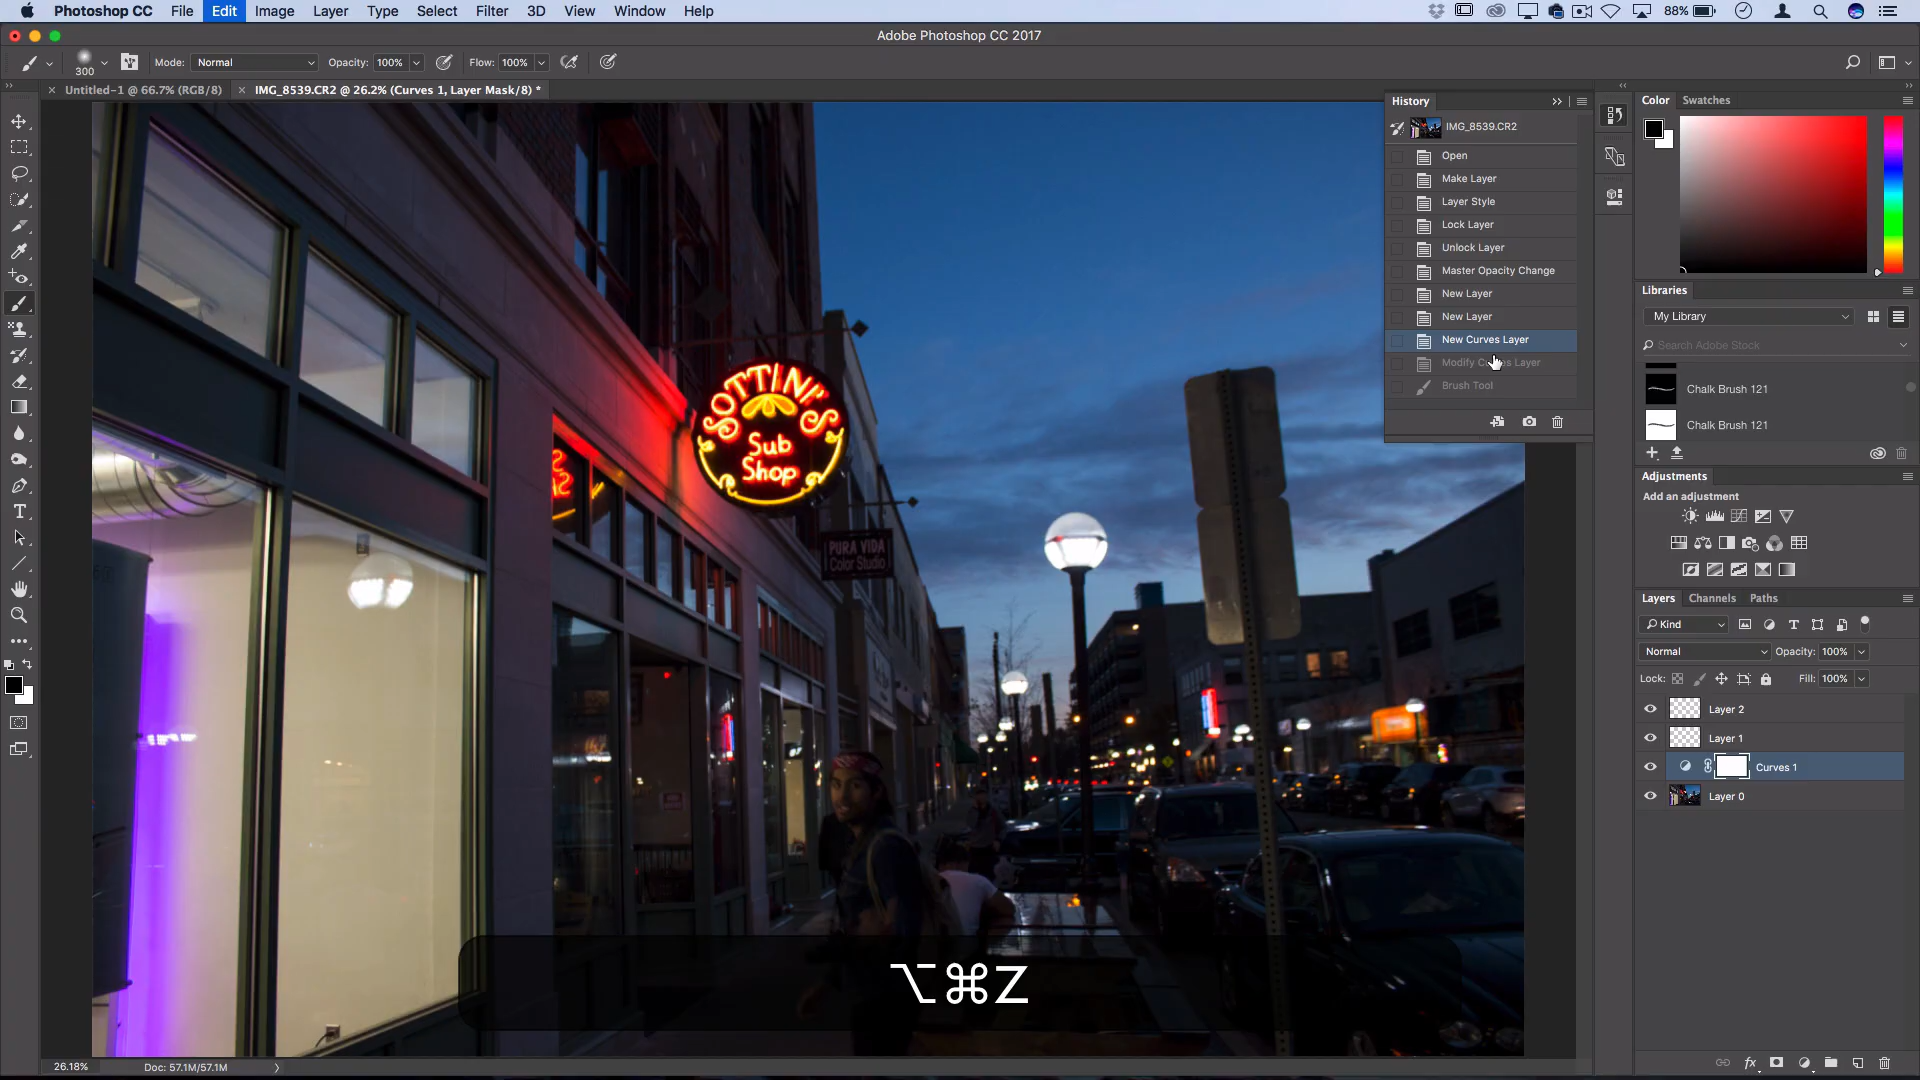 Photoshop CC File Edit Image Layer Type Select Filter 3D View Window Help 88%
Adobe Photoshop CC 2017
300 Mode: Normal Opacity: 100% Flow: 100%
Untitled-1 @ 66.7% (RGB/8) IMG_8539.CR2 @ 26.2% (Curves 1, Layer Mask/8) *
History
IMG_8539.CR2
Open
Make Layer
Layer Style
Lock Layer
Unlock Layer
Master Opacity Change
New Layer
New Layer
New Curves Layer
Modify Curves Layer
Brush Tool
Color Swatches
Libraries
My Library
Search Adobe Stock
Chalk Brush 121
Chalk Brush 121
Adjustments
Add an adjustment
Layers Channels Paths
Kind
Normal Opacity: 100%
Lock: Fill: 100%
Layer 2
Layer 1
Curves 1
Layer 0
SOTTINI'S
Sub
Shop
PURA VIDA
Color Studio
⌥⌘Z
26.18% Doc: 57.1M/57.1M